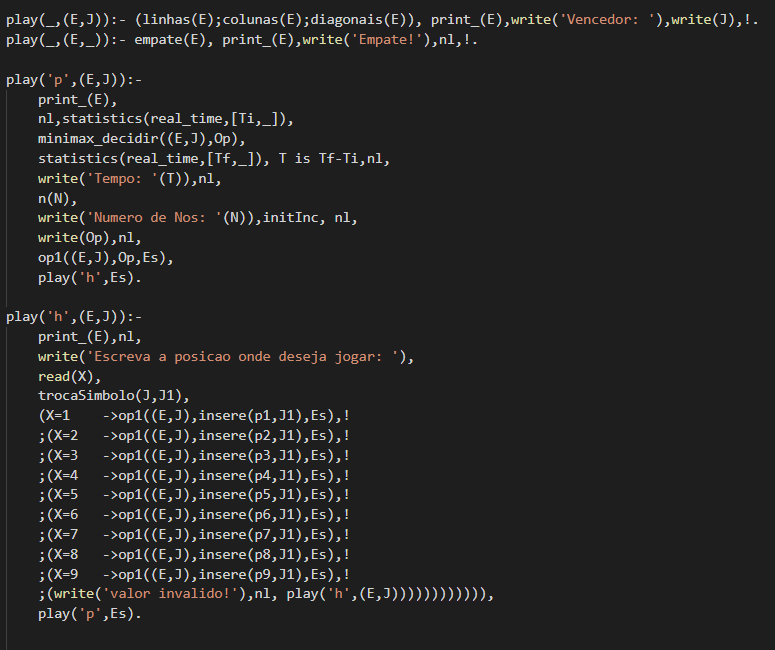 play(_,(E,J)):- (linhas(E);colunas(E);diagonais(E)), print_(E),write('Vencedor: '),write(J),!.
play(_,(E,_)):- empate(E), print_(E),write('Empate!'),nl,!.
play('p',(E,J)):-
print_(E),
nl,statistics(real_time,[Ti,_]),
minimax_decidir((E,J),Op),
statistics(real_time,[Tf,_]), T is Tf-Ti,nl,
write('Tempo: '(T)),nl,
n(N),
write('Numero de Nos: '(N)),initInc, nl,
write(Op),nl,
op1((E,J),Op,Es),
play('h',Es).
play('h',(E,J)):-
print_(E),nl,
write('Escreva a posicao onde deseja jogar: '),
read(X),
trocaSimbolo(J,J1),
(X=1   ->op1((E,J),insere(p1,J1),Es),!
;(X=2   ->op1((E,J),insere(p2,J1),Es),!
;(X=3   ->op1((E,J),insere(p3,J1),Es),!
;(X=4   ->op1((E,J),insere(p4,J1),Es),!
;(X=5   ->op1((E,J),insere(p5,J1),Es),!
;(X=6   ->op1((E,J),insere(p6,J1),Es),!
;(X=7   ->op1((E,J),insere(p7,J1),Es),!
;(X=8   ->op1((E,J),insere(p8,J1),Es),!
;(X=9   ->op1((E,J),insere(p9,J1),Es),!
;(write('valor invalido!'),nl, play('h',(E,J)))))))))))),
play('p',Es).